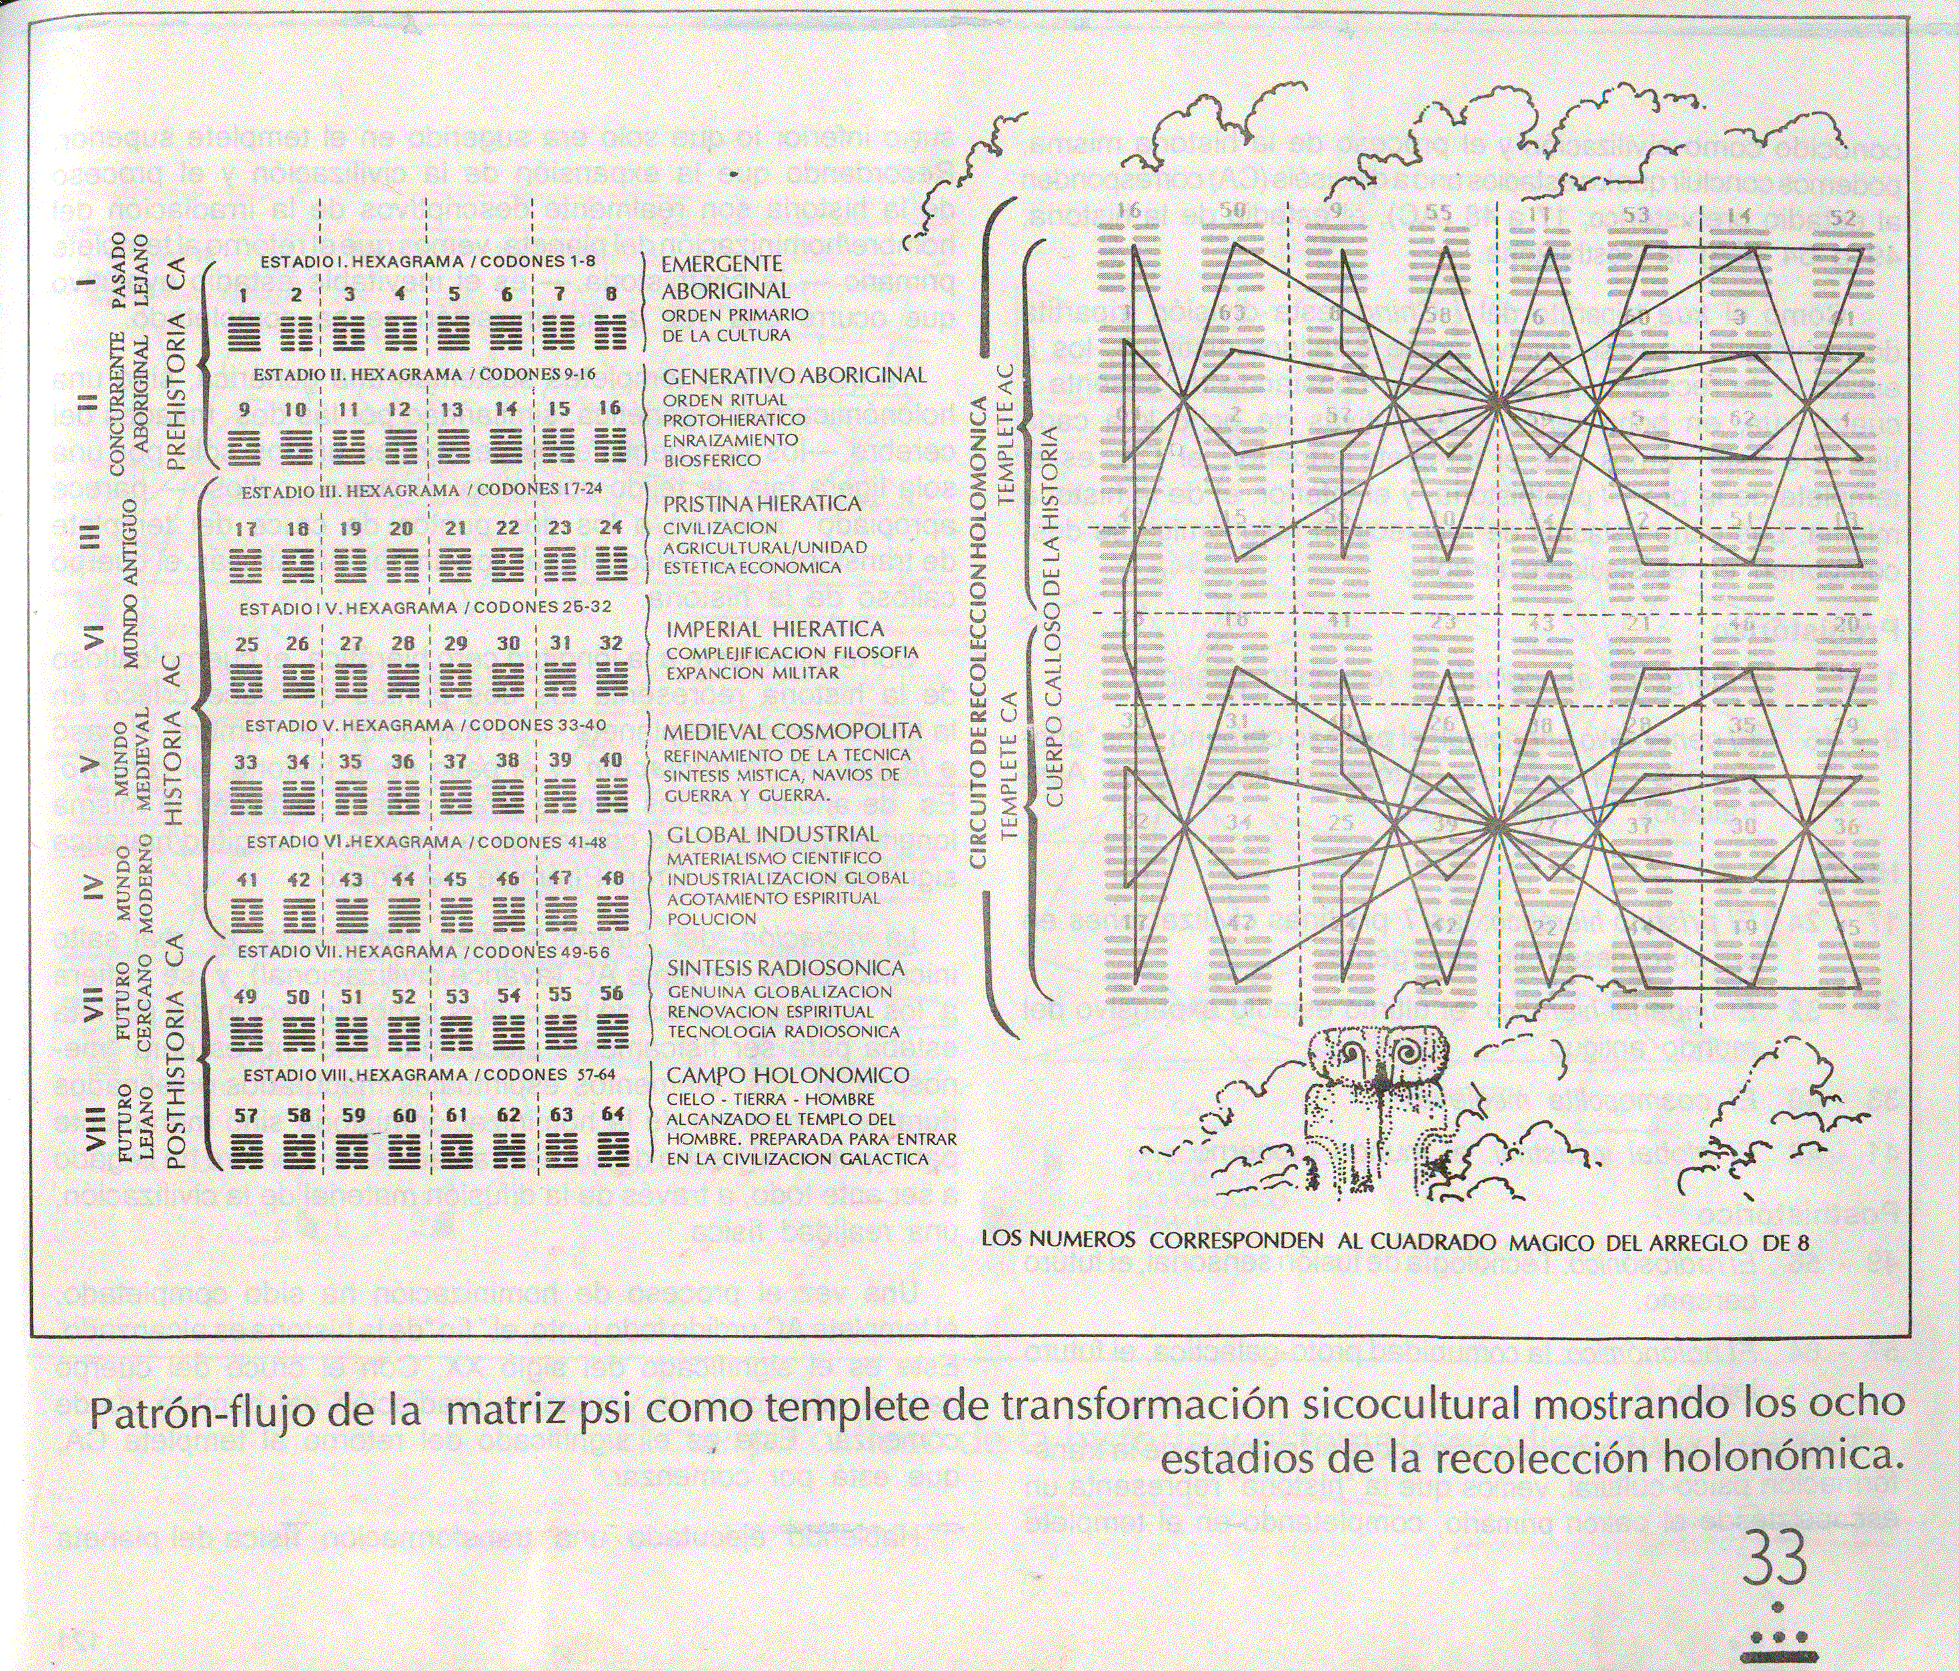 I
PASADO
LEJANO
II
CONCURRENTE
ABORIGINAL
PREHISTORIA CA
ESTADIO I. HEXAGRAMA / CODONES 1-8
1 2 3 4 5 6 7 8
EMERGENTE
ABORIGINAL
ORDEN PRIMARIO
DE LA CULTURA
ESTADIO II. HEXAGRAMA / CODONES 9-16
9 10 11 12 13 14 15 16
GENERATIVO ABORIGINAL
ORDEN RITUAL
PROTOHIERATICO
ENRAIZAMIENTO
BIOSFERICO
III
VI
MUNDO ANTIGUO
V
MUNDO
MEDIEVAL
IV
MUNDO
MODERNO
HISTORIA AC
ESTADIO III. HEXAGRAMA / CODONES 17-24
17 18 19 20 21 22 23 24
PRISTINA HIERATICA
CIVILIZACION
AGRICULTURAL/UNIDAD
ESTETICA ECONOMICA
ESTADIO I V. HEXAGRAMA / CODONES 25-32
25 26 27 28 29 30 31 32
IMPERIAL HIERATICA
COMPLEJIFICACION FILOSOFIA
EXPANCION MILITAR
ESTADIO V. HEXAGRAMA / CODONES 33-40
33 34 35 36 37 38 39 40
MEDIEVAL COSMOPOLITA
REFINAMIENTO DE LA TECNICA
SINTESIS MISTICA, NAVIOS DE
GUERRA Y GUERRA.
ESTADIO VI. HEXAGRAMA / CODONES 41-48
41 42 43 44 45 46 47 48
GLOBAL INDUSTRIAL
MATERIALISMO CIENTIFICO
INDUSTRIALIZACION GLOBAL
AGOTAMIENTO ESPIRITUAL
POLUCION
VII
FUTURO
CERCANO
VIII
FUTURO
LEJANO
POSTHISTORIA CA
ESTADIO VII. HEXAGRAMA / CODONES 49-56
49 50 51 52 53 54 55 56
SINTESIS RADIOSONICA
GENUINA GLOBALIZACION
RENOVACION ESPIRITUAL
TECNOLOGIA RADIOSONICA
ESTADIO VIII. HEXAGRAMA / CODONES 57-64
57 58 59 60 61 62 63 64
CAMPO HOLONOMICO
CIELO - TIERRA - HOMBRE
ALCANZADO EL TEMPLO DEL
HOMBRE. PREPARADA PARA ENTRAR
EN LA CIVILIZACION GALACTICA
CIRCUITO DE RECOLECCION HOLOMONICA
TEMPLETE AC
TEMPLETE CA
CUERPO CALLOSO DE LA HISTORIA
16 50 9 55 11 53 14 52
63 58 6 3
2 57 5 62 4
15 10 51
18 41 23 43 21 20
31 26 28 35 9
32 34 25 37 30 36
17 47 42 22 19
LOS NUMEROS CORRESPONDEN AL CUADRADO MAGICO DEL ARREGLO DE 8
Patrón-flujo de la matriz psi como templete de transformación sicocultural mostrando los ocho
estadios de la recolección holonómica.
33